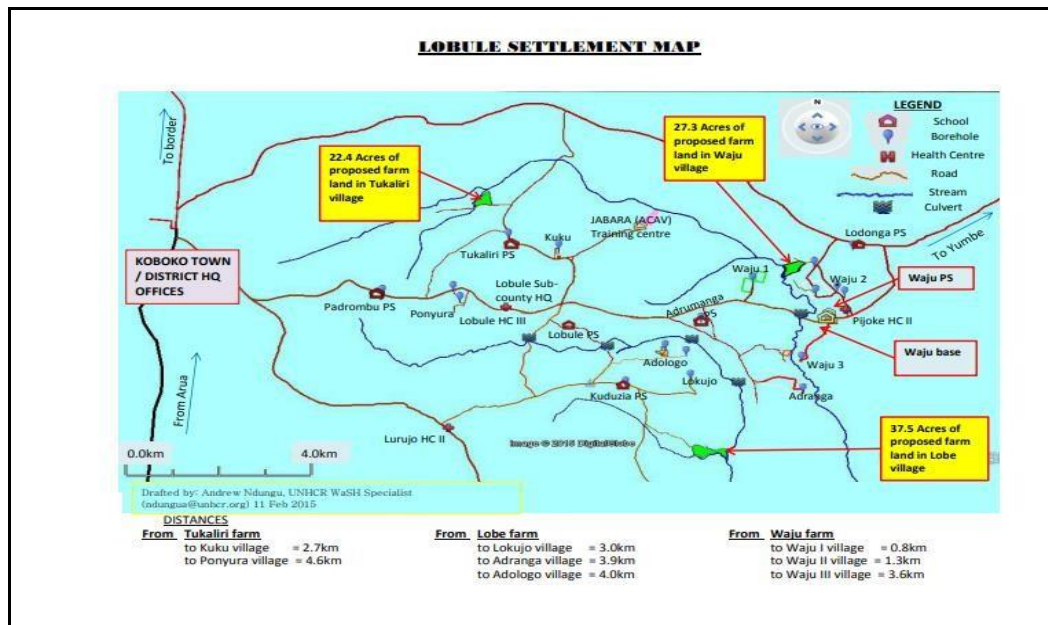 LOBULE SETTLEMENT MAP
N
LEGEND
School
Borehole
Health Centre
Road
Stream
Culvert
To border
22.4 Acres of
proposed farm
land in Tukaliri
village
27.3 Acres of
proposed farm
land in Waju
village
JABARA (ACAV)
Training centre
Lodonga PS
To Yumbe
KOBOKO TOWN
/ DISTRICT HQ
OFFICES
Tukaliri PS
Kuku
Waju 1
Waju 2
Waju PS
Padrombu PS
Ponyura
Lobule Sub-
county HQ
Lobule HC III
Adrumanga
PS
Pijoke HC II
Lobule PS
Waju base
Adologo
Lokujo
Waju 3
Kuduzia PS
Adranga
From Arua
Lurujo HC II
Image © 2015 DigitalGlobe
37.5 Acres of
proposed farm
land in Lobe
village
0.0km
4.0km
Drafted by: Andrew Ndungu, UNHCR WaSH Specialist
(ndungua@unhcr.org) 11 Feb 2015
DISTANCES
From Tukaliri farm
to Kuku village = 2.7km
to Ponyura village = 4.6km
From Lobe farm
to Lokujo village = 3.0km
to Adranga village = 3.9km
to Adologo village = 4.0km
From Waju farm
to Waju I village = 0.8km
to Waju II village = 1.3km
to Waju III village = 3.6km